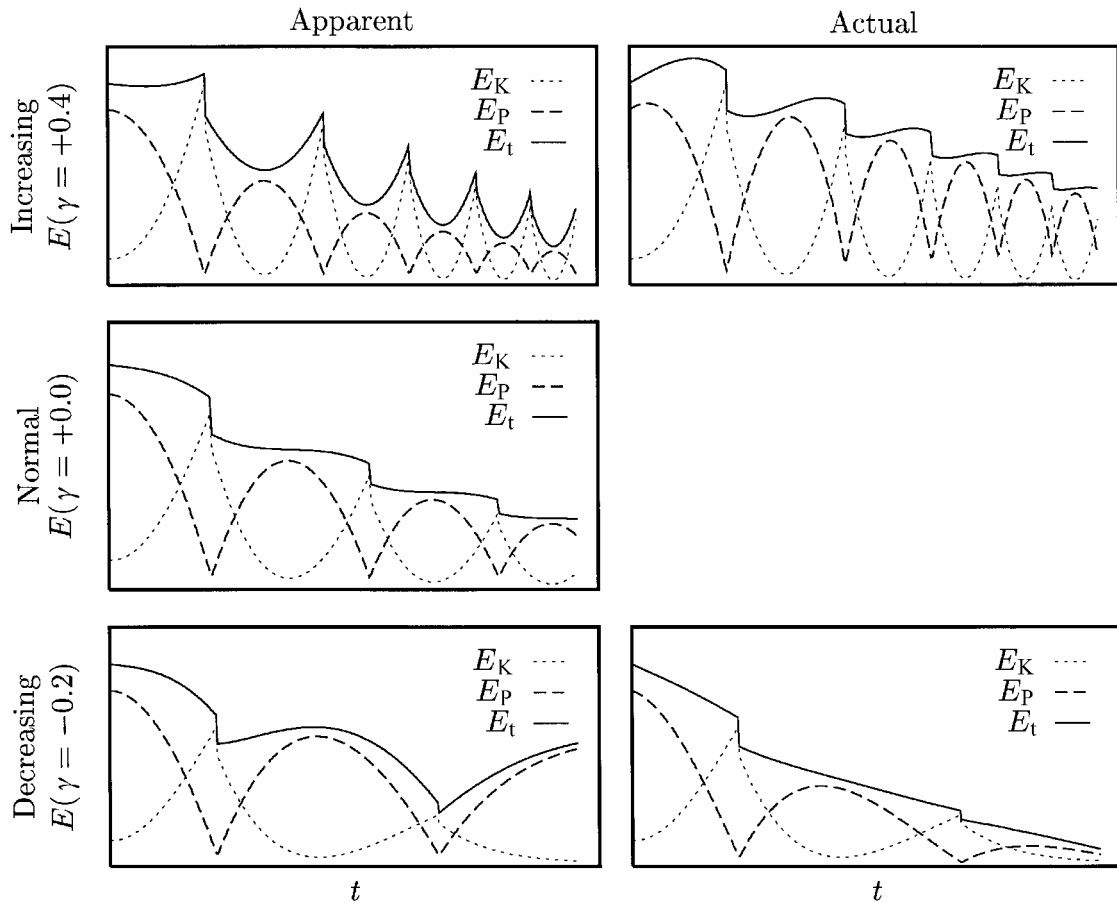 Apparent
Actual
Increasing
E(γ = +0.4)
E_K
E_P
E_t
E_K
E_P
E_t
Normal
E(γ = +0.0)
E_K
E_P
E_t
Decreasing
E(γ = −0.2)
E_K
E_P
E_t
E_K
E_P
E_t
t
t